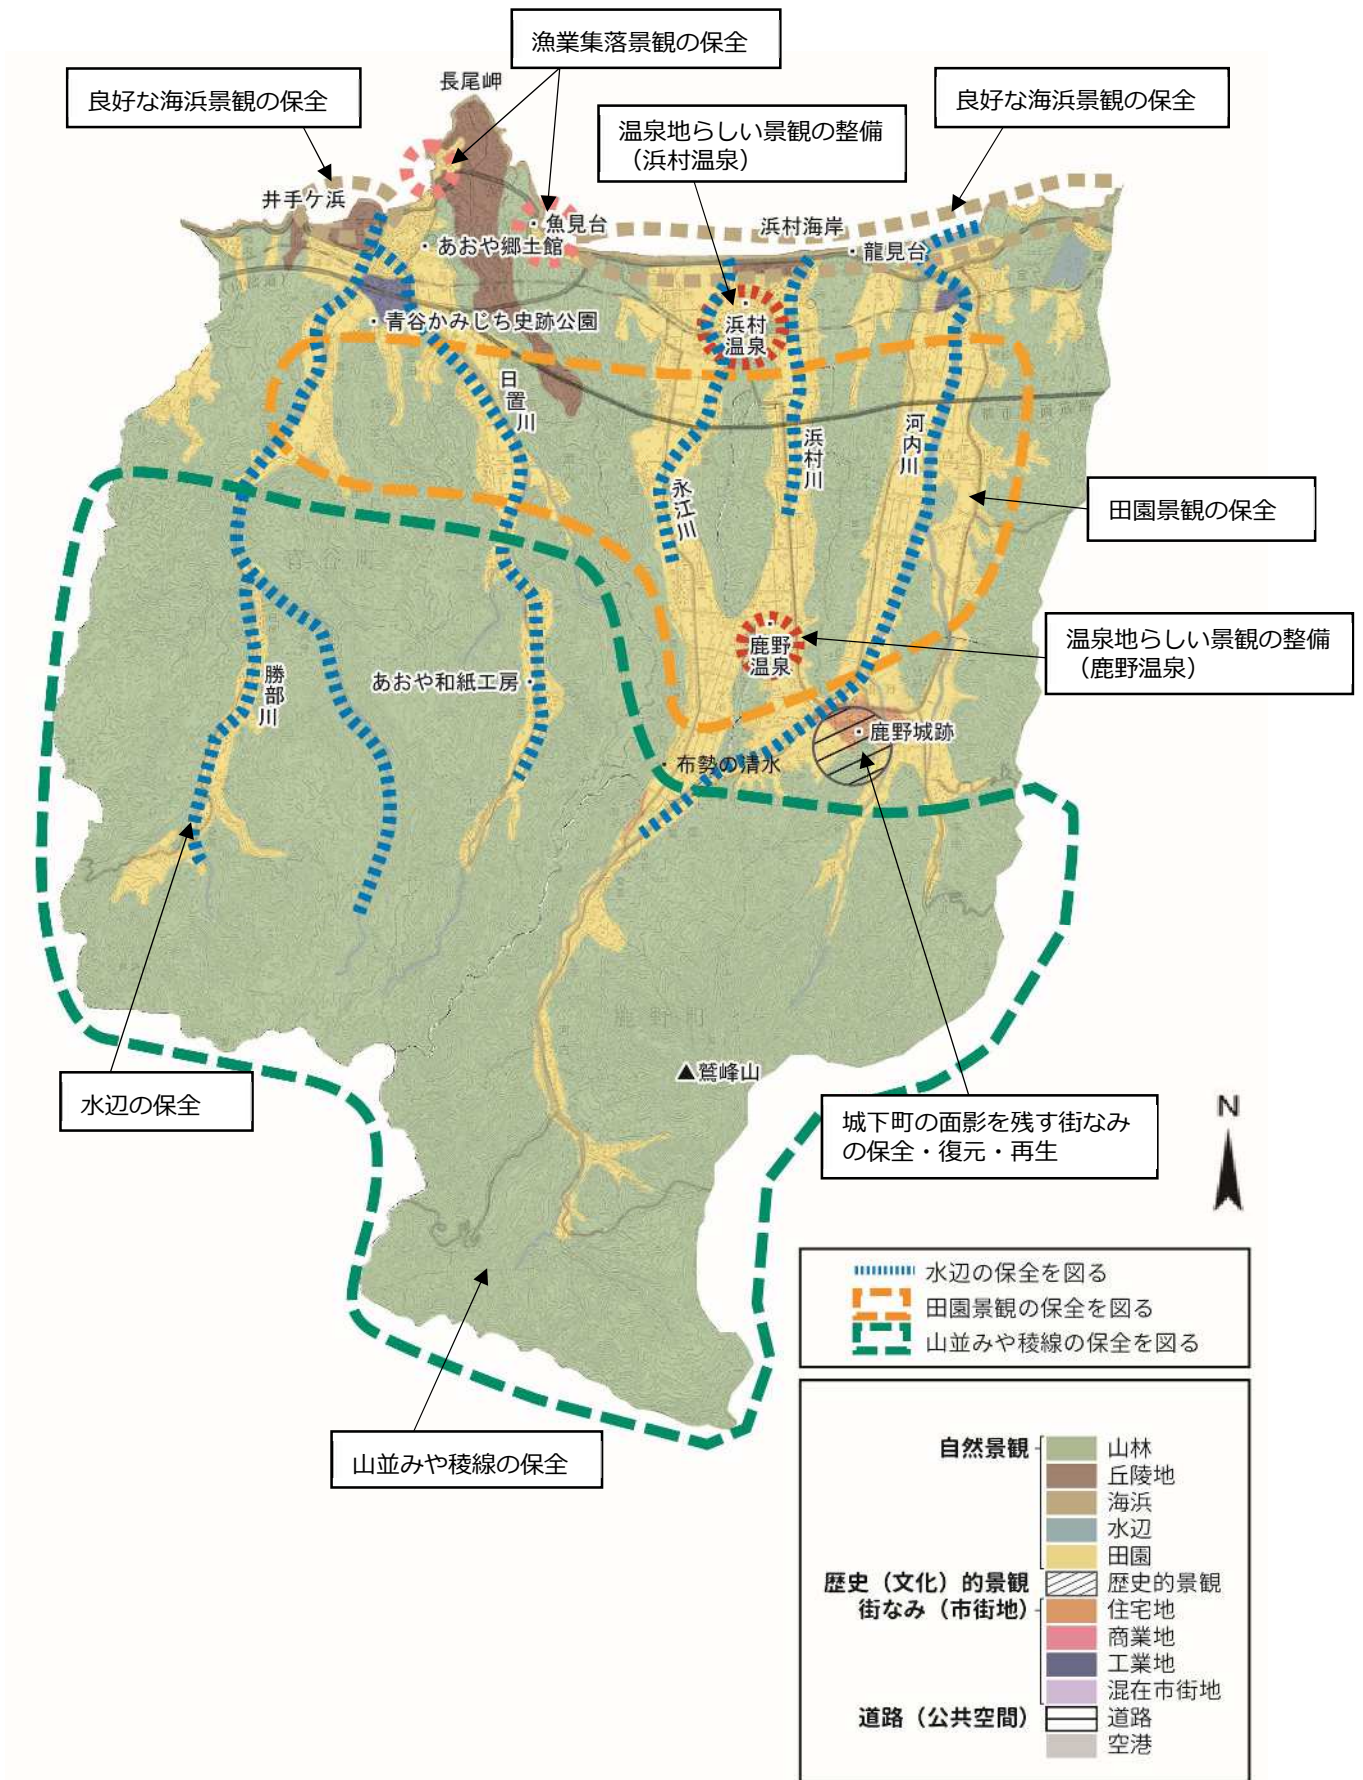 漁業集落景観の保全
良好な海浜景観の保全
長尾岬
良好な海浜景観の保全
温泉地らしい景観の整備
(浜村温泉)
井手ケ浜
・魚見台
浜村海岸
・あおや郷土館
・龍見台
・青谷かみじち史跡公園
・
浜村
温泉
日置川
浜村川
河内川
永江川
田園景観の保全
青谷町
・
鹿野
温泉
温泉地らしい景観の整備
(鹿野温泉)
勝部川
あおや和紙工房・
・鹿野城跡
・布勢の清水
鹿野町
▲鷲峰山
水辺の保全
城下町の面影を残す街なみ
の保全・復元・再生
N
水辺の保全を図る
田園景観の保全を図る
山並みや稜線の保全を図る
山並みや稜線の保全
自然景観
山林
丘陵地
海浜
水辺
田園
歴史(文化)的景観
歴史的景観
街なみ(市街地)
住宅地
商業地
工業地
混在市街地
道路(公共空間)
道路
空港